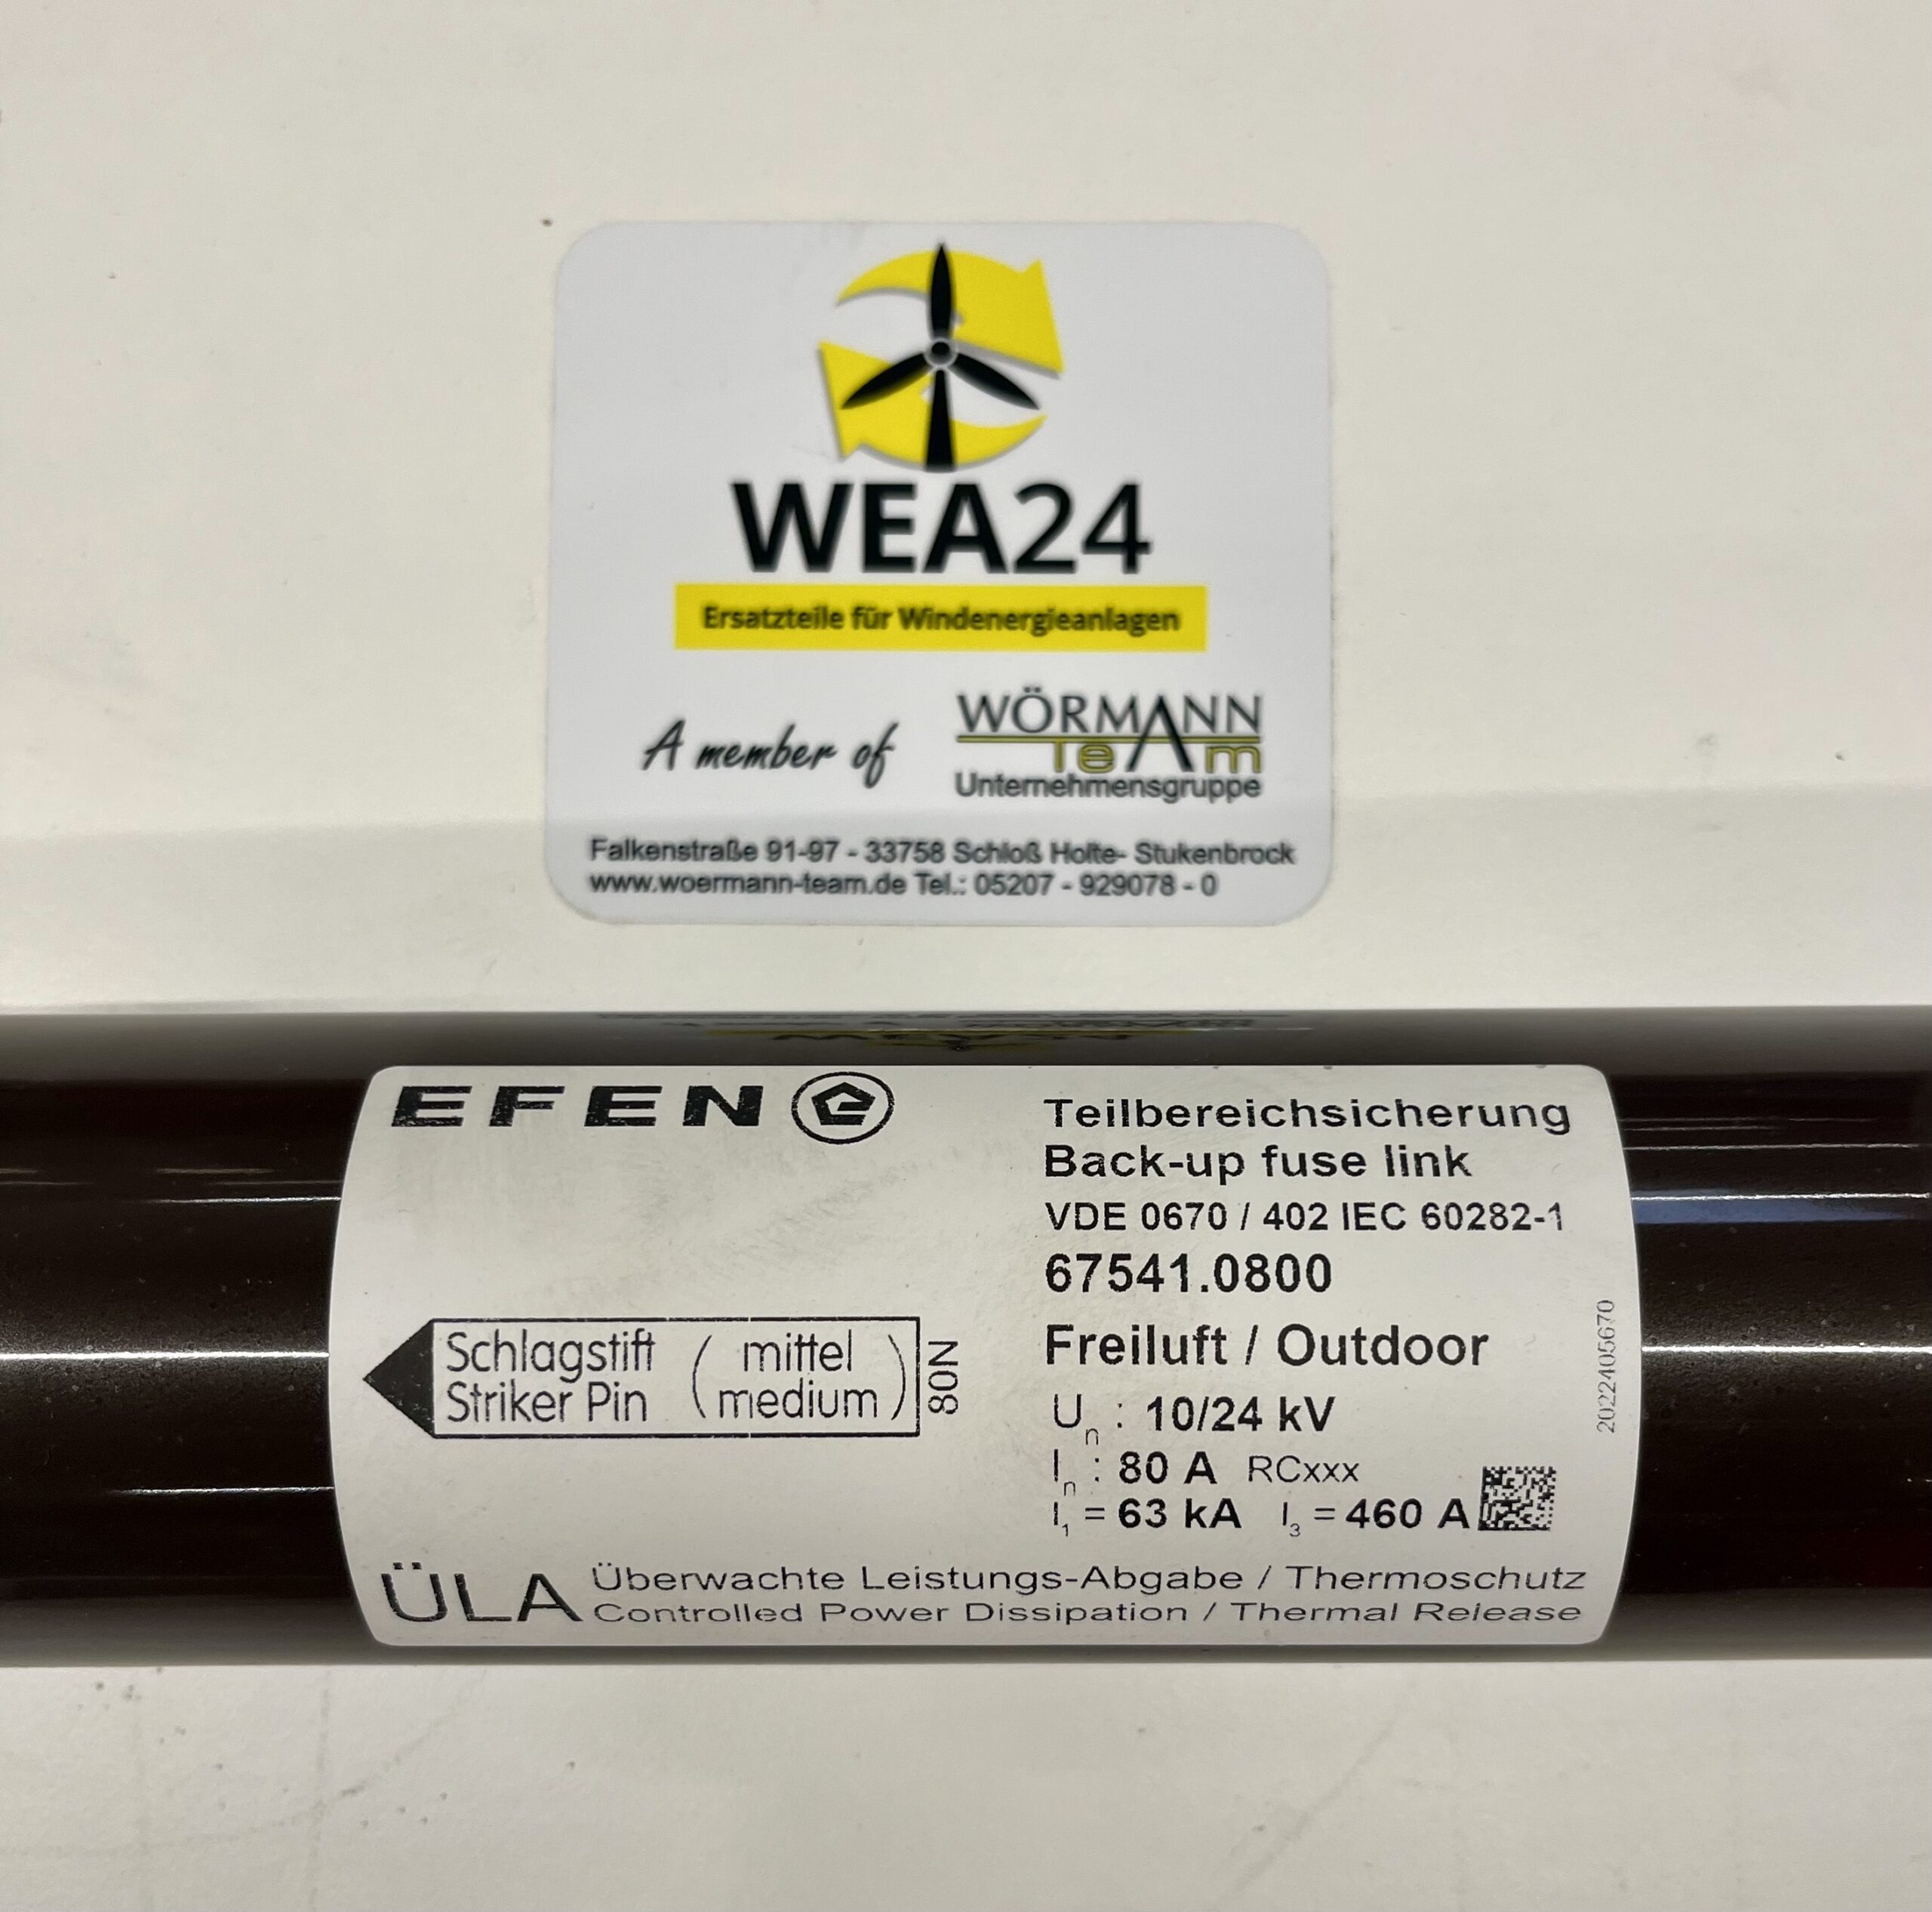 WEA24
Ersatzteile für Windenergieanlagen
A member of
WÖRMANN
TeAm
Unternehmensgruppe
Falkenstraße 91-97 - 33758 Schloß Holte- Stukenbrock
www.woermann-team.de Tel.: 05207 - 929078 - 0
EFEN
Teilbereichsicherung
Back-up fuse link
VDE 0670 / 402 IEC 60282-1
67541.0800
Schlagstift
Striker Pin
( mittel
medium )
80N
Freiluft / Outdoor
Un : 10/24 kV
In : 80 A RCxxx
I1 = 63 kA I3 = 460 A
2022405670
ÜLA
Überwachte Leistungs-Abgabe / Thermoschutz
Controlled Power Dissipation / Thermal Release